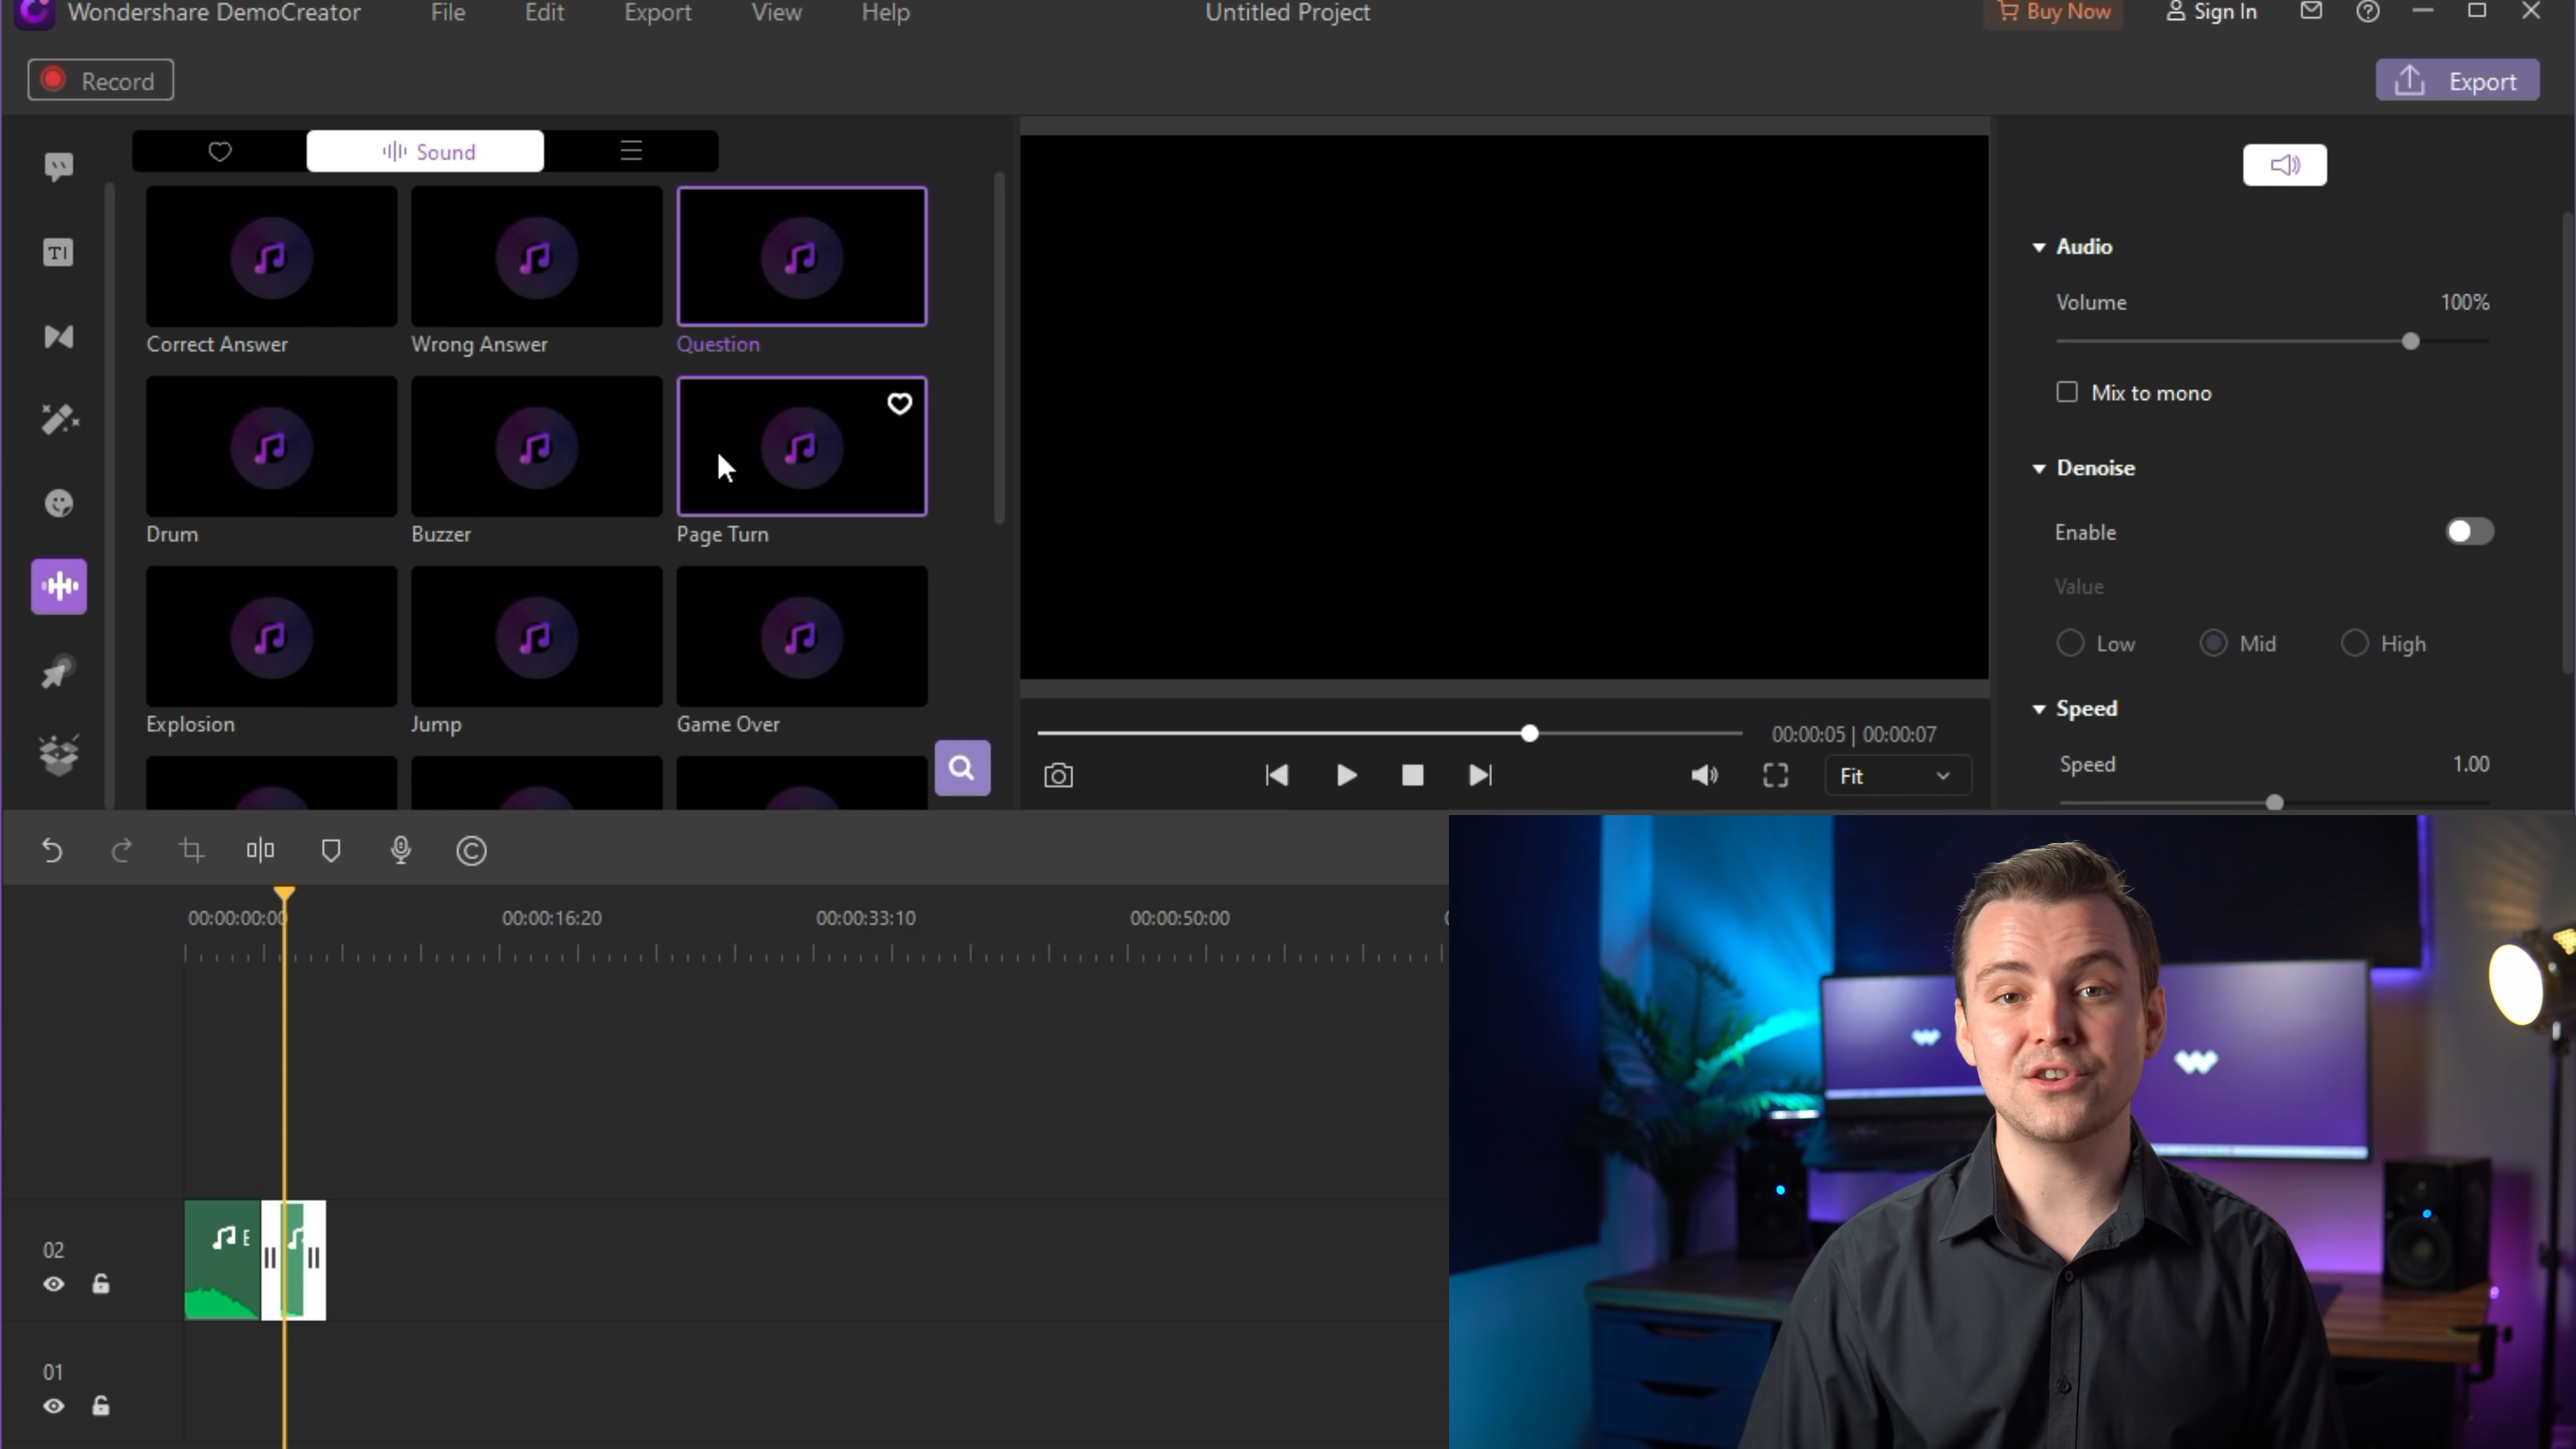 Wondershare DemoCreator File Edit Export View Help Untitled Project Buy Now Sign In
Record Export
Sound
Correct Answer Wrong Answer Question
Drum Buzzer Page Turn
Explosion Jump Game Over
Audio
Volume 100%
Mix to mono
Denoise
Enable
Value
Low Mid High
Speed
Speed 1.00
00:00:05 | 00:00:07
Fit
00:00:00:00 00:00:16:20 00:00:33:10 00:00:50:00
02
E
01